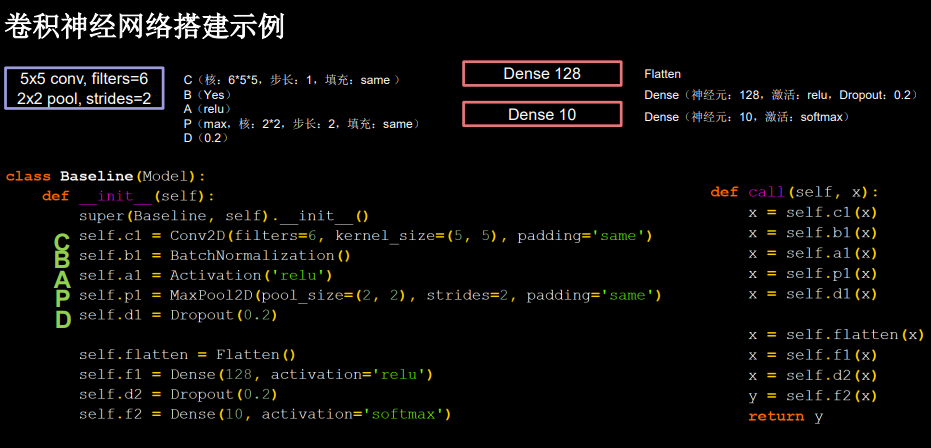 卷积神经网络搭建示例
5x5 conv, filters=6
2x2 pool, strides=2
C（核：6*5*5，步长：1，填充：same ）
B（Yes）
A（relu）
P（max，核：2*2，步长：2，填充：same）
D（0.2）
Dense 128
Dense 10
Flatten
Dense（神经元：128，激活：relu，Dropout：0.2）
Dense（神经元：10，激活：softmax）
class Baseline(Model):
def __init__(self):
super(Baseline, self).__init__()
C self.c1 = Conv2D(filters=6, kernel_size=(5, 5), padding='same')
B self.b1 = BatchNormalization()
A self.a1 = Activation('relu')
P self.p1 = MaxPool2D(pool_size=(2, 2), strides=2, padding='same')
D self.d1 = Dropout(0.2)
self.flatten = Flatten()
self.f1 = Dense(128, activation='relu')
self.d2 = Dropout(0.2)
self.f2 = Dense(10, activation='softmax')
def call(self, x):
x = self.c1(x)
x = self.b1(x)
x = self.a1(x)
x = self.p1(x)
x = self.d1(x)
x = self.flatten(x)
x = self.f1(x)
x = self.d2(x)
y = self.f2(x)
return y